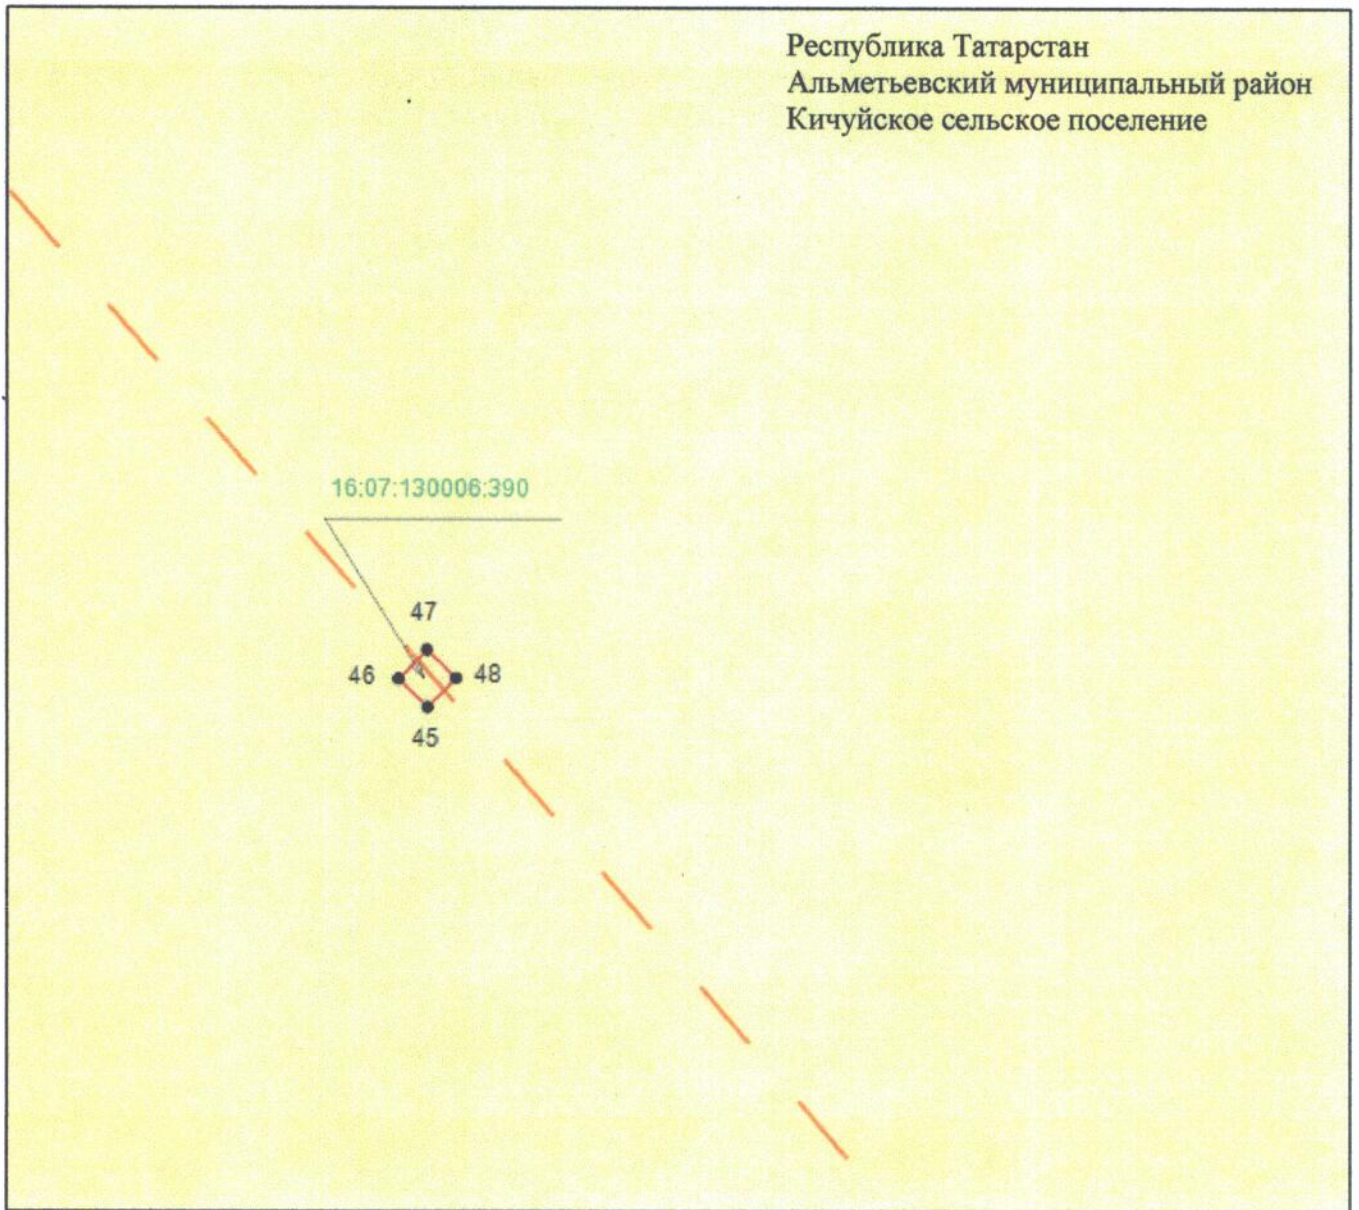 Республика Татарстан
Альметьевский муниципальный район
Кичуйское сельское поселение
16:07:130006:390
47
46
48
45